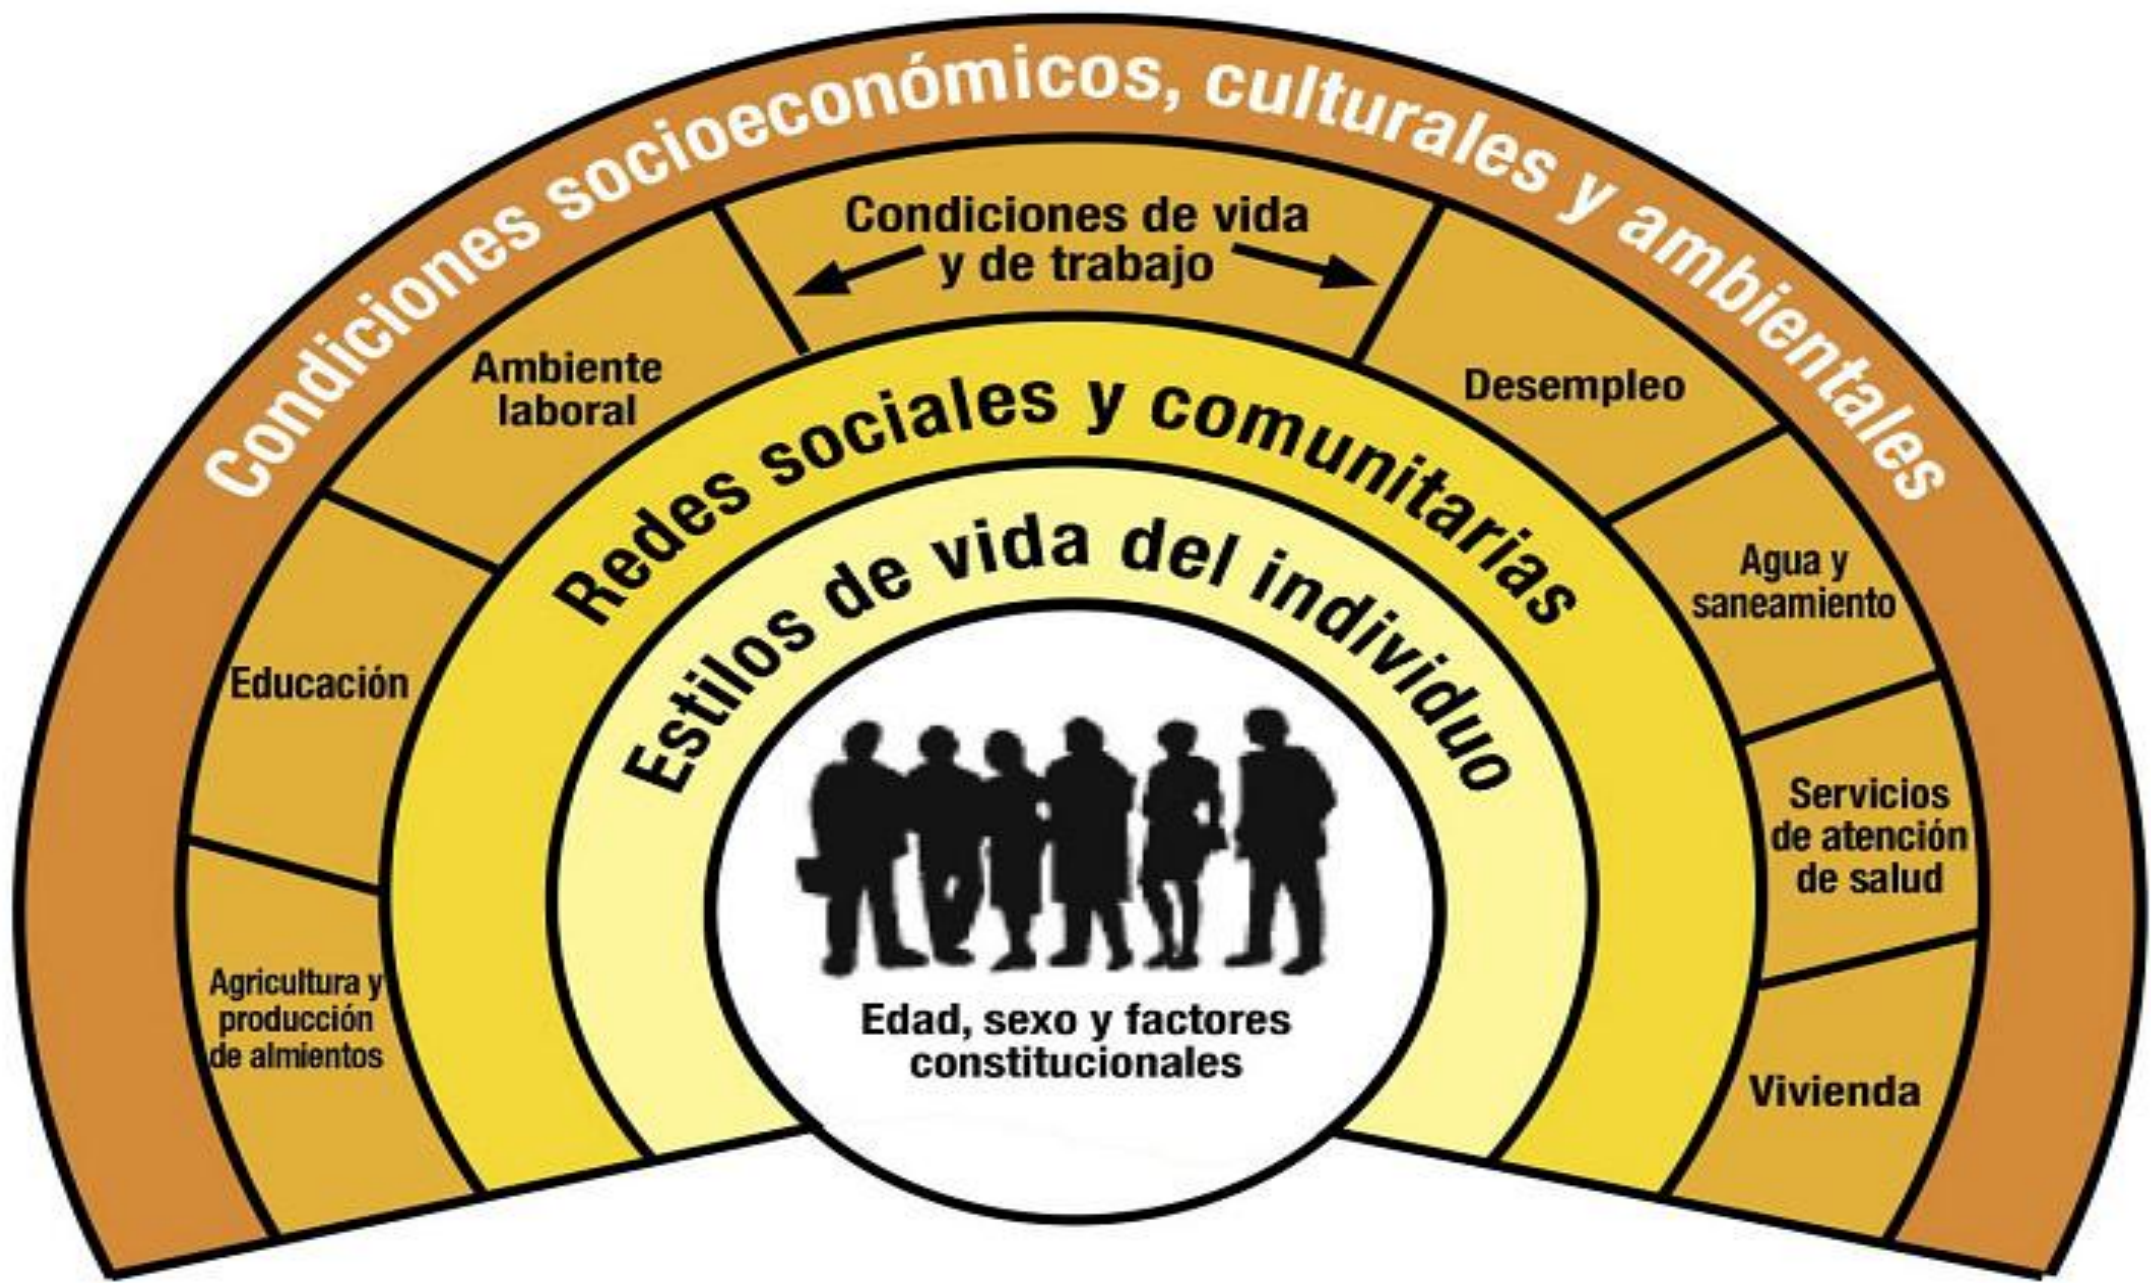 Condiciones socioeconómicos, culturales y ambientales
Condiciones de vida
y de trabajo
Ambiente
laboral
Desempleo
Educación
Agua y
saneamiento
Agricultura y
producción
de almientos
Servicios
de atención
de salud
Vivienda
Redes sociales y comunitarias
Estilos de vida del individuo
Edad, sexo y factores
constitucionales